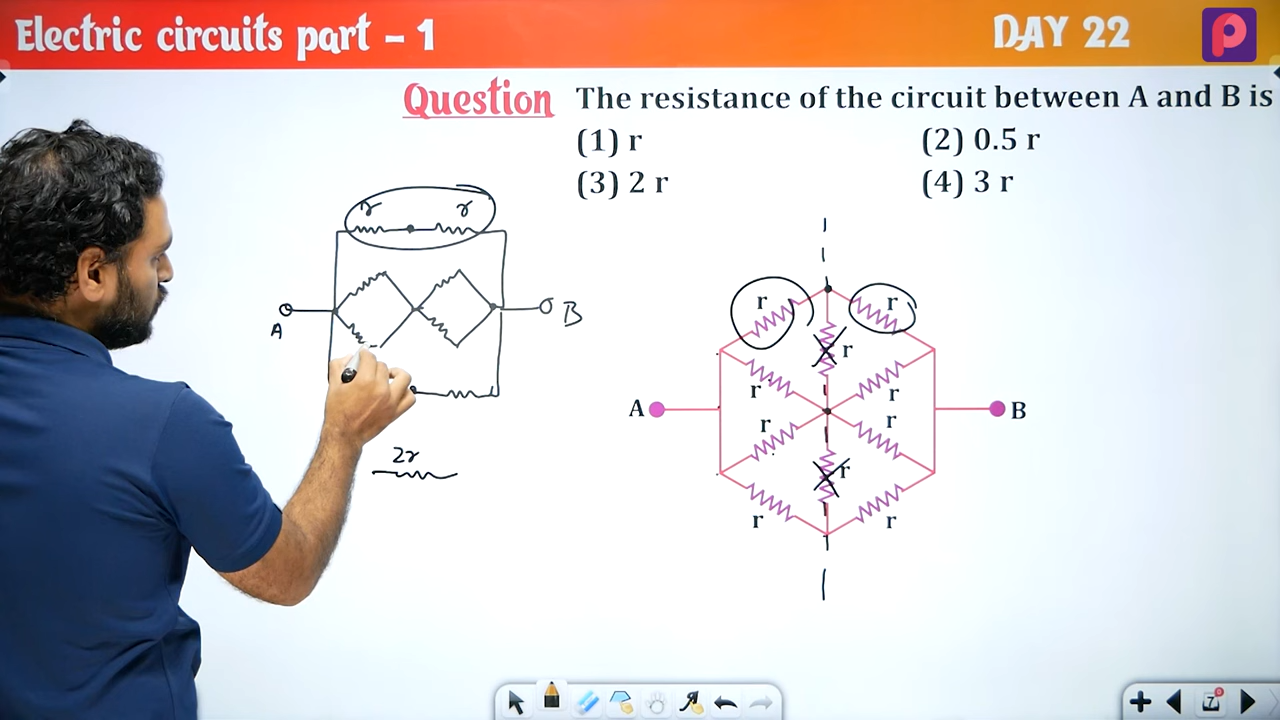 Electric circuits part – 1
DAY 22
Question The resistance of the circuit between A and B is
(1) r
(2) 0.5 r
(3) 2 r
(4) 3 r
r r
A B
2r
r r
r
r r
A B
r r
r
r r